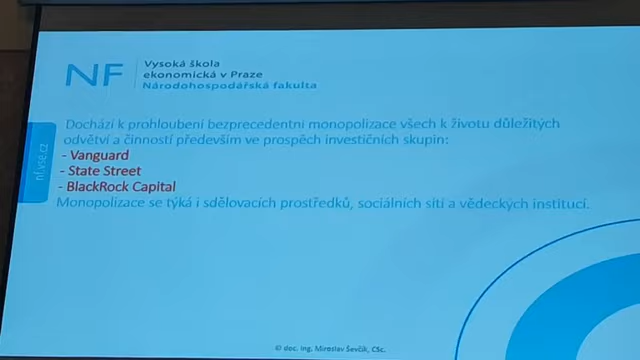 NF
Vysoká škola
ekonomická v Praze
Národohospodářská fakulta
nf.vse.cz
Dochází k prohloubení bezprecedentní monopolizace všech k životu důležitých
odvětví a činností především ve prospěch investičních skupin:
- Vanguard
- State Street
- BlackRock Capital
Monopolizace se týká i sdělovacích prostředků, sociálních sítí a vědeckých institucí.
© doc. Ing. Miroslav Ševčík, CSc.